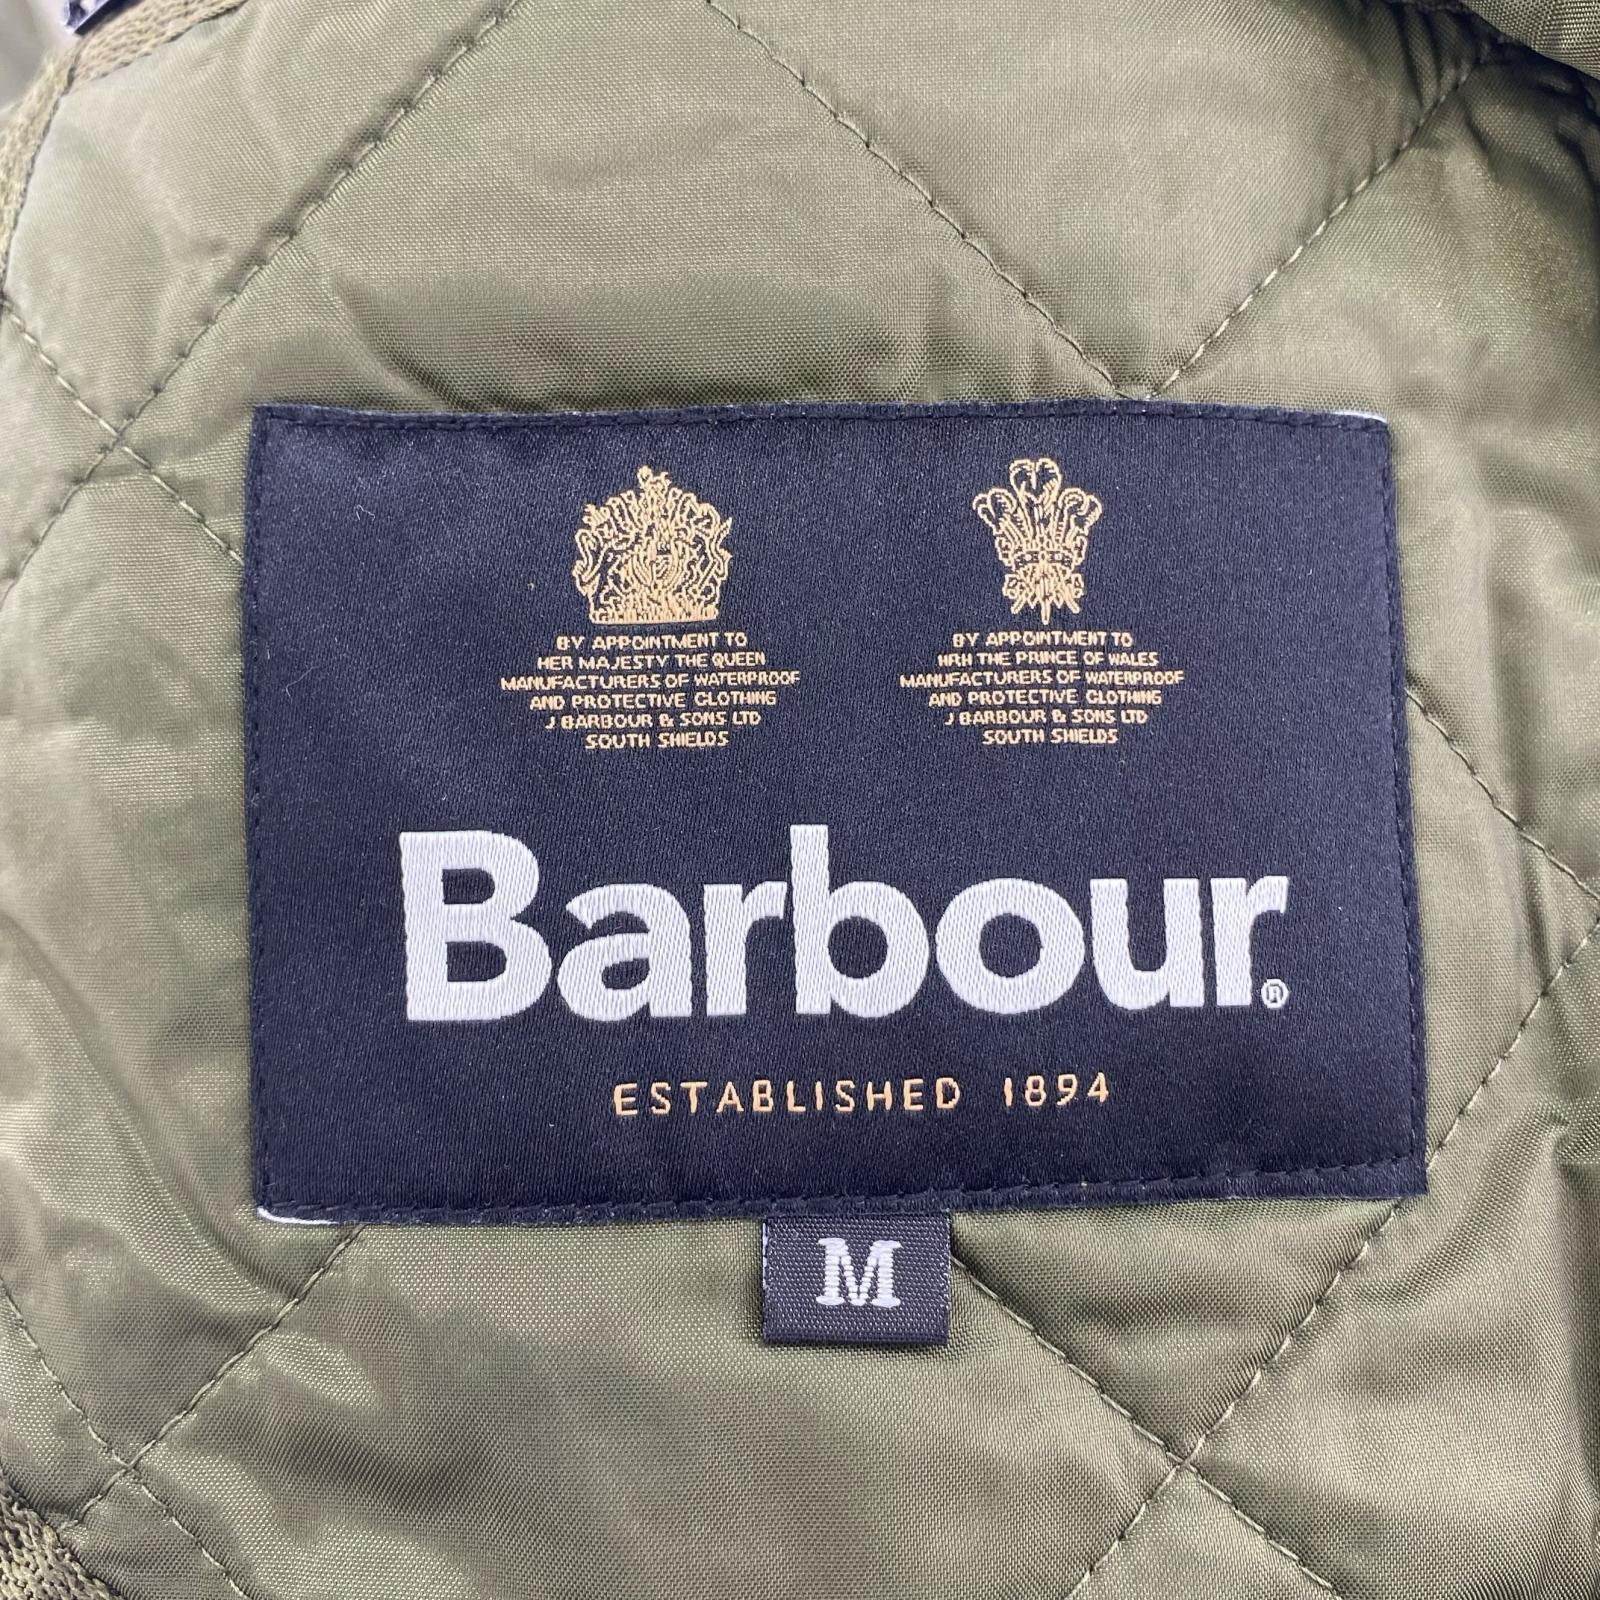 BY APPOINTMENT TO
HER MAJESTY THE QUEEN
MANUFACTURERS OF WATERPROOF
AND PROTECTIVE CLOTHING
J BARBOUR & SONS LTD
SOUTH SHIELDS
BY APPOINTMENT TO
HRH THE PRINCE OF WALES
MANUFACTURERS OF WATERPROOF
AND PROTECTIVE CLOTHING
J BARBOUR & SONS LTD
SOUTH SHIELDS
Barbour®
ESTABLISHED 1894
M